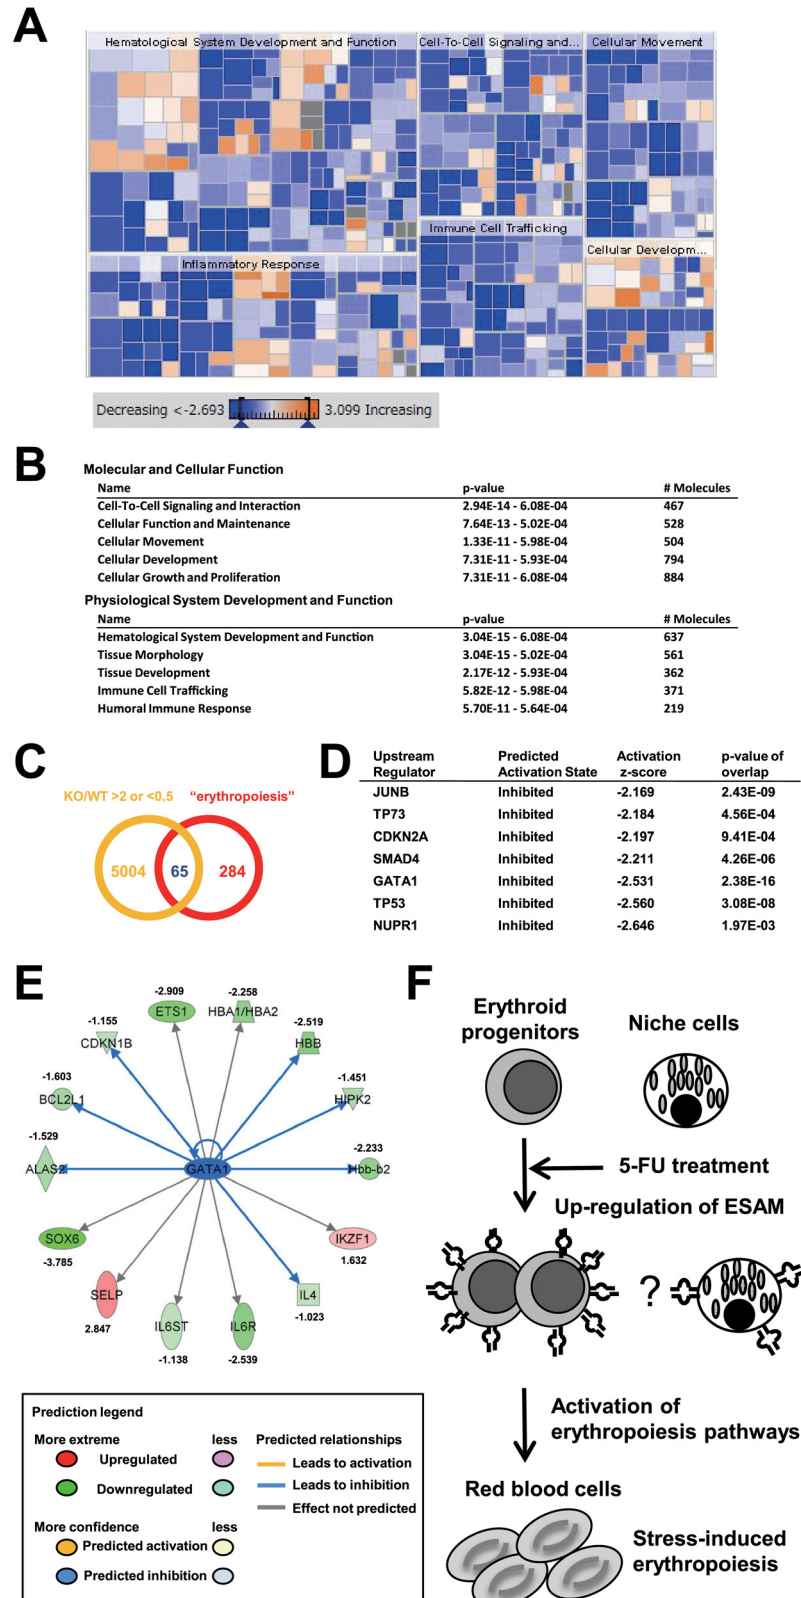 A
Hematological System Development and Function
Cell-To-Cell Signaling and...
Cellular Movement
Immune Cell Trafficking
Cellular Developm...
Inflammatory Response
Decreasing <-2.693 3.099 Increasing
B
Molecular and Cellular Function
Name p-value # Molecules
Cell-To-Cell Signaling and Interaction 2.94E-14 - 6.08E-04 467
Cellular Function and Maintenance 7.64E-13 - 5.02E-04 528
Cellular Movement 1.33E-11 - 5.98E-04 504
Cellular Development 7.31E-11 - 5.93E-04 794
Cellular Growth and Proliferation 7.31E-11 - 6.08E-04 884
Physiological System Development and Function
Name p-value # Molecules
Hematological System Development and Function 3.04E-15 - 6.08E-04 637
Tissue Morphology 3.04E-15 - 5.02E-04 561
Tissue Development 2.17E-12 - 5.93E-04 362
Immune Cell Trafficking 5.82E-12 - 5.98E-04 371
Humoral Immune Response 5.70E-11 - 5.64E-04 219
C
KO/WT >2 or <0.5 "erythropoiesis"
5004 65 284
D
Upstream Predicted Activation p-value of
Regulator Activation State z-score overlap
JUNB Inhibited -2.169 2.43E-09
TP73 Inhibited -2.184 4.56E-04
CDKN2A Inhibited -2.197 9.41E-04
SMAD4 Inhibited -2.211 4.26E-06
GATA1 Inhibited -2.531 2.38E-16
TP53 Inhibited -2.560 3.08E-08
NUPR1 Inhibited -2.646 1.97E-03
E
-2.909
ETS1
-2.258
HBA1/HBA2
-1.155
CDKN1B
-2.519
HBB
-1.603
BCL2L1
-1.451
HIPK2
-1.529
ALAS2
GATA1
-2.233
Hbb-b2
SOX6
-3.785
IKZF1
1.632
SELP
2.847
IL6ST
-1.138
IL6R
-2.539
IL4
-1.023
Prediction legend
More extreme less
Upregulated
Downregulated
More confidence less
Predicted activation
Predicted inhibition
Predicted relationships
Leads to activation
Leads to inhibition
Effect not predicted
F
Erythroid
progenitors
Niche cells
5-FU treatment
Up-regulation of ESAM
?
Activation of
erythropoiesis pathways
Red blood cells
Stress-induced
erythropoiesis